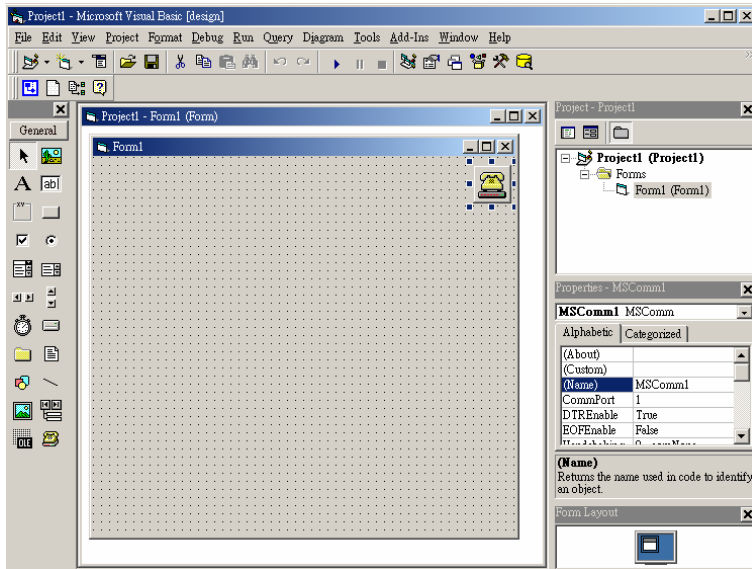 Project1 - Microsoft Visual Basic [design]
File Edit View Project Format Debug Run Query Diagram Tools Add-Ins Window Help
General
A ab|
xy
OLE
Project1 - Form1 (Form)
Form1
Project - Project1
Project1 (Project1)
Forms
Form1 (Form1)
Properties - MSComm1
MSComm1 MSComm
Alphabetic Categorized
(About)
(Custom)
(Name) MSComm1
CommPort 1
DTREnable True
EOFEnable False
(Name)
Returns the name used in code to identify
an object.
Form Layout